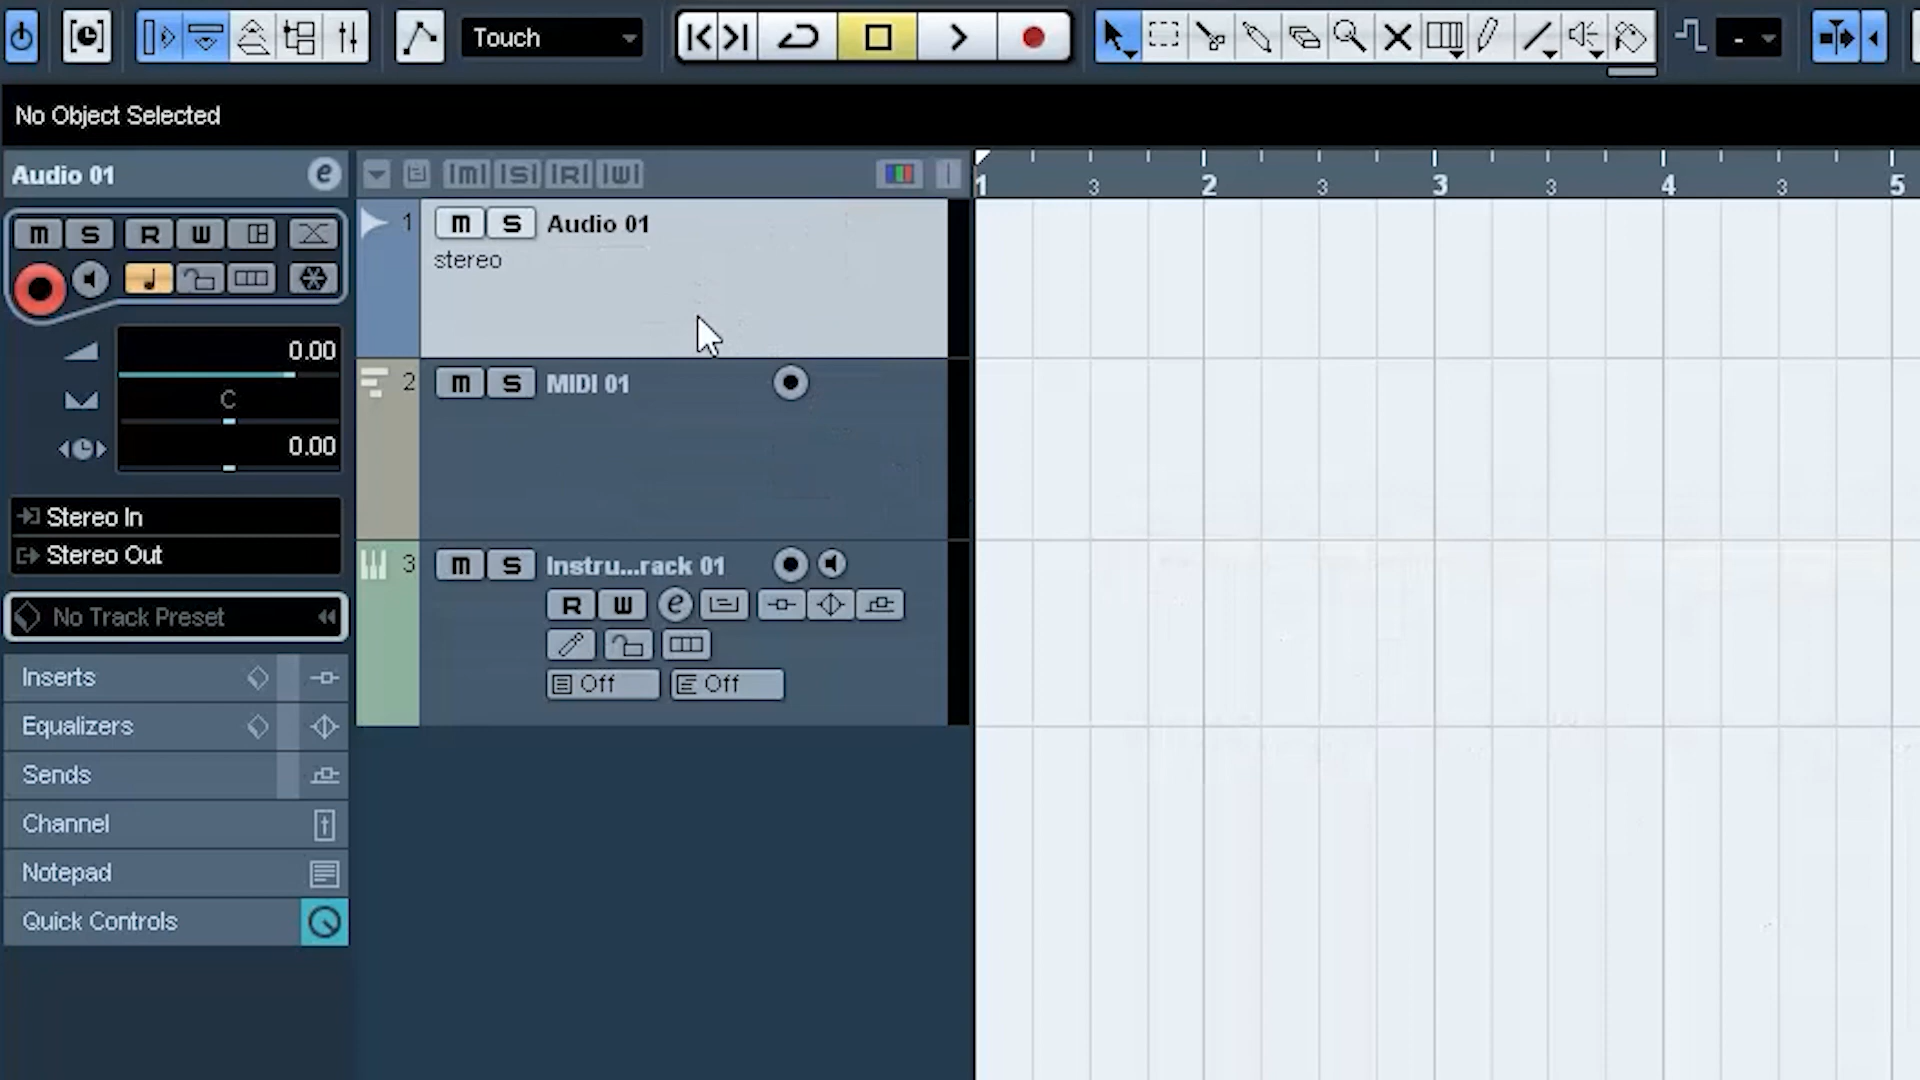 Touch
-
No Object Selected
Audio 01 e
M S R W
0.00
C
0.00
Stereo In
Stereo Out
No Track Preset
Inserts
Equalizers
Sends
Channel
Notepad
Quick Controls
M S R W
1 3 2 3 3 3 4 3 5
1 M S Audio 01
stereo
2 M S MIDI 01
3 M S Instru...rack 01
R W e
Off Off